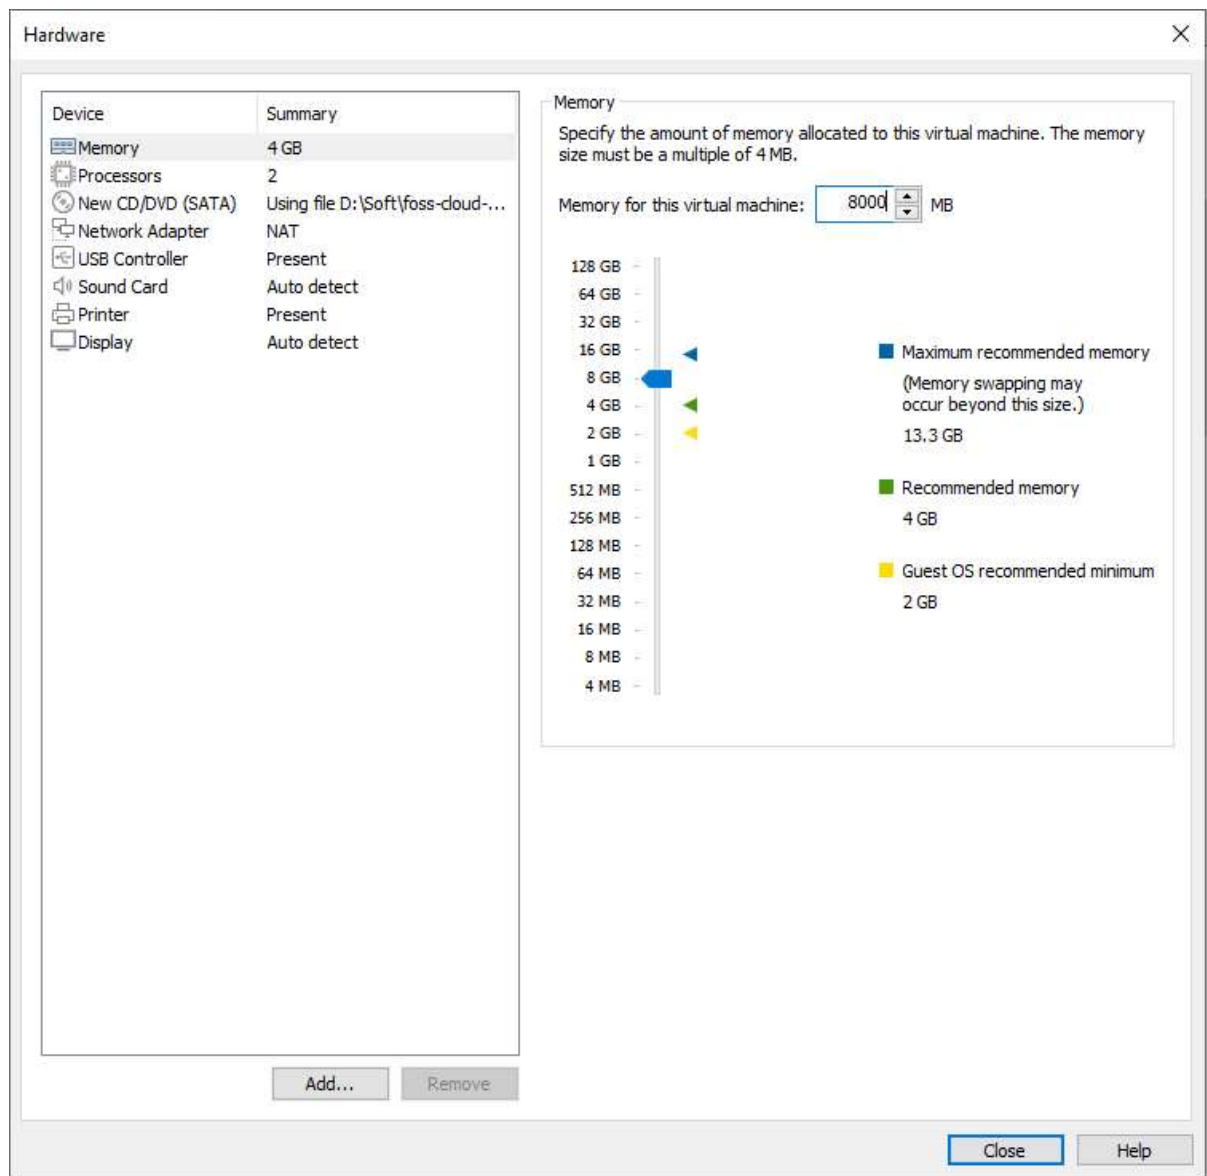 Hardware
Device Summary
Memory 4 GB
Processors 2
New CD/DVD (SATA) Using file D:\Soft\foss-cloud-...
Network Adapter NAT
USB Controller Present
Sound Card Auto detect
Printer Present
Display Auto detect
Add... Remove
Memory
Specify the amount of memory allocated to this virtual machine. The memory
size must be a multiple of 4 MB.
Memory for this virtual machine: 8000 MB
128 GB
64 GB
32 GB
16 GB
8 GB
4 GB
2 GB
1 GB
512 MB
256 MB
128 MB
64 MB
32 MB
16 MB
8 MB
4 MB
Maximum recommended memory
(Memory swapping may
occur beyond this size.)
13.3 GB
Recommended memory
4 GB
Guest OS recommended minimum
2 GB
Close Help